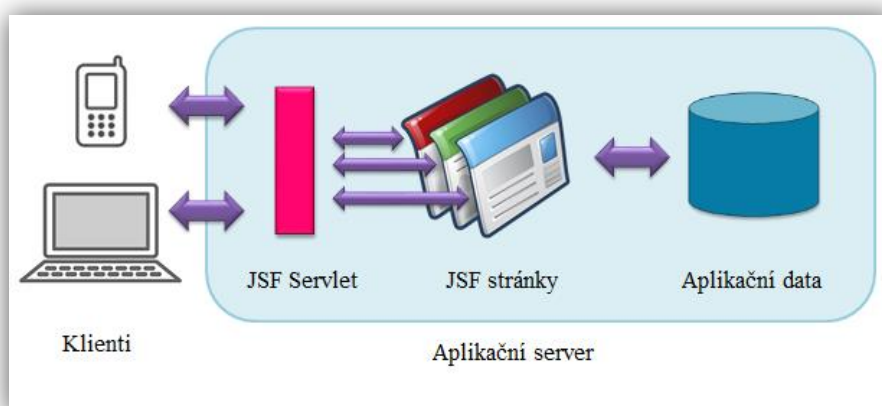 JSF Servlet
JSF stránky
Aplikační data
Klienti
Aplikační server